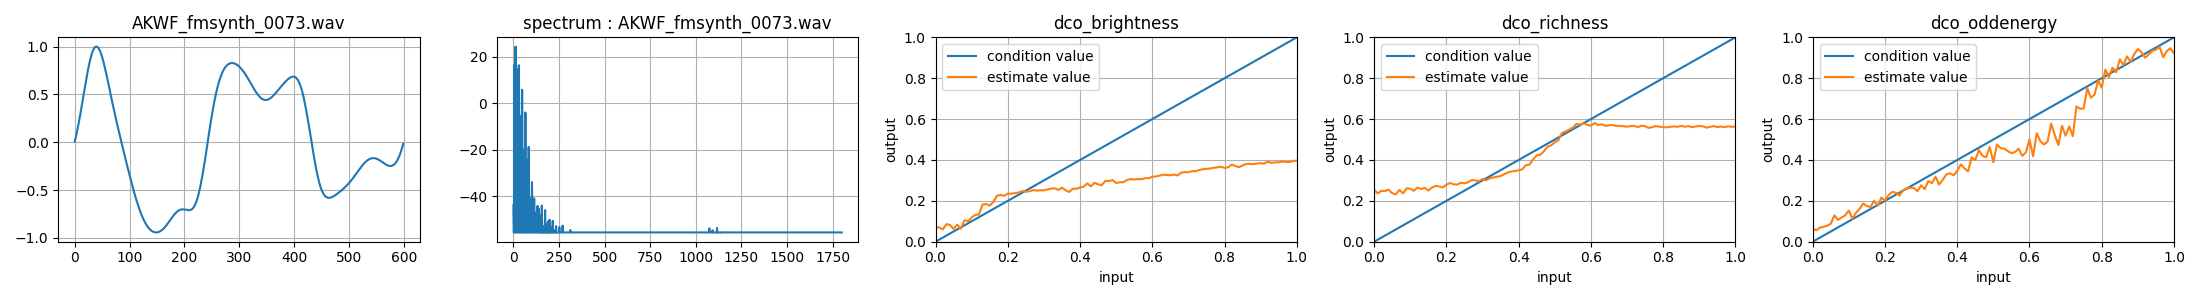 AKWF_fmsynth_0073.wav
1.0
0.5
0.0
−0.5
−1.0
0 100 200 300 400 500 600
spectrum : AKWF_fmsynth_0073.wav
20
0
−20
−40
0 250 500 750 1000 1250 1500 1750
dco_brightness
condition value
estimate value
output
1.0
0.8
0.6
0.4
0.2
0.0
0.0 0.2 0.4 0.6 0.8 1.0
input
dco_richness
condition value
estimate value
output
1.0
0.8
0.6
0.4
0.2
0.0
0.0 0.2 0.4 0.6 0.8 1.0
input
dco_oddenergy
condition value
estimate value
output
1.0
0.8
0.6
0.4
0.2
0.0
0.0 0.2 0.4 0.6 0.8 1.0
input